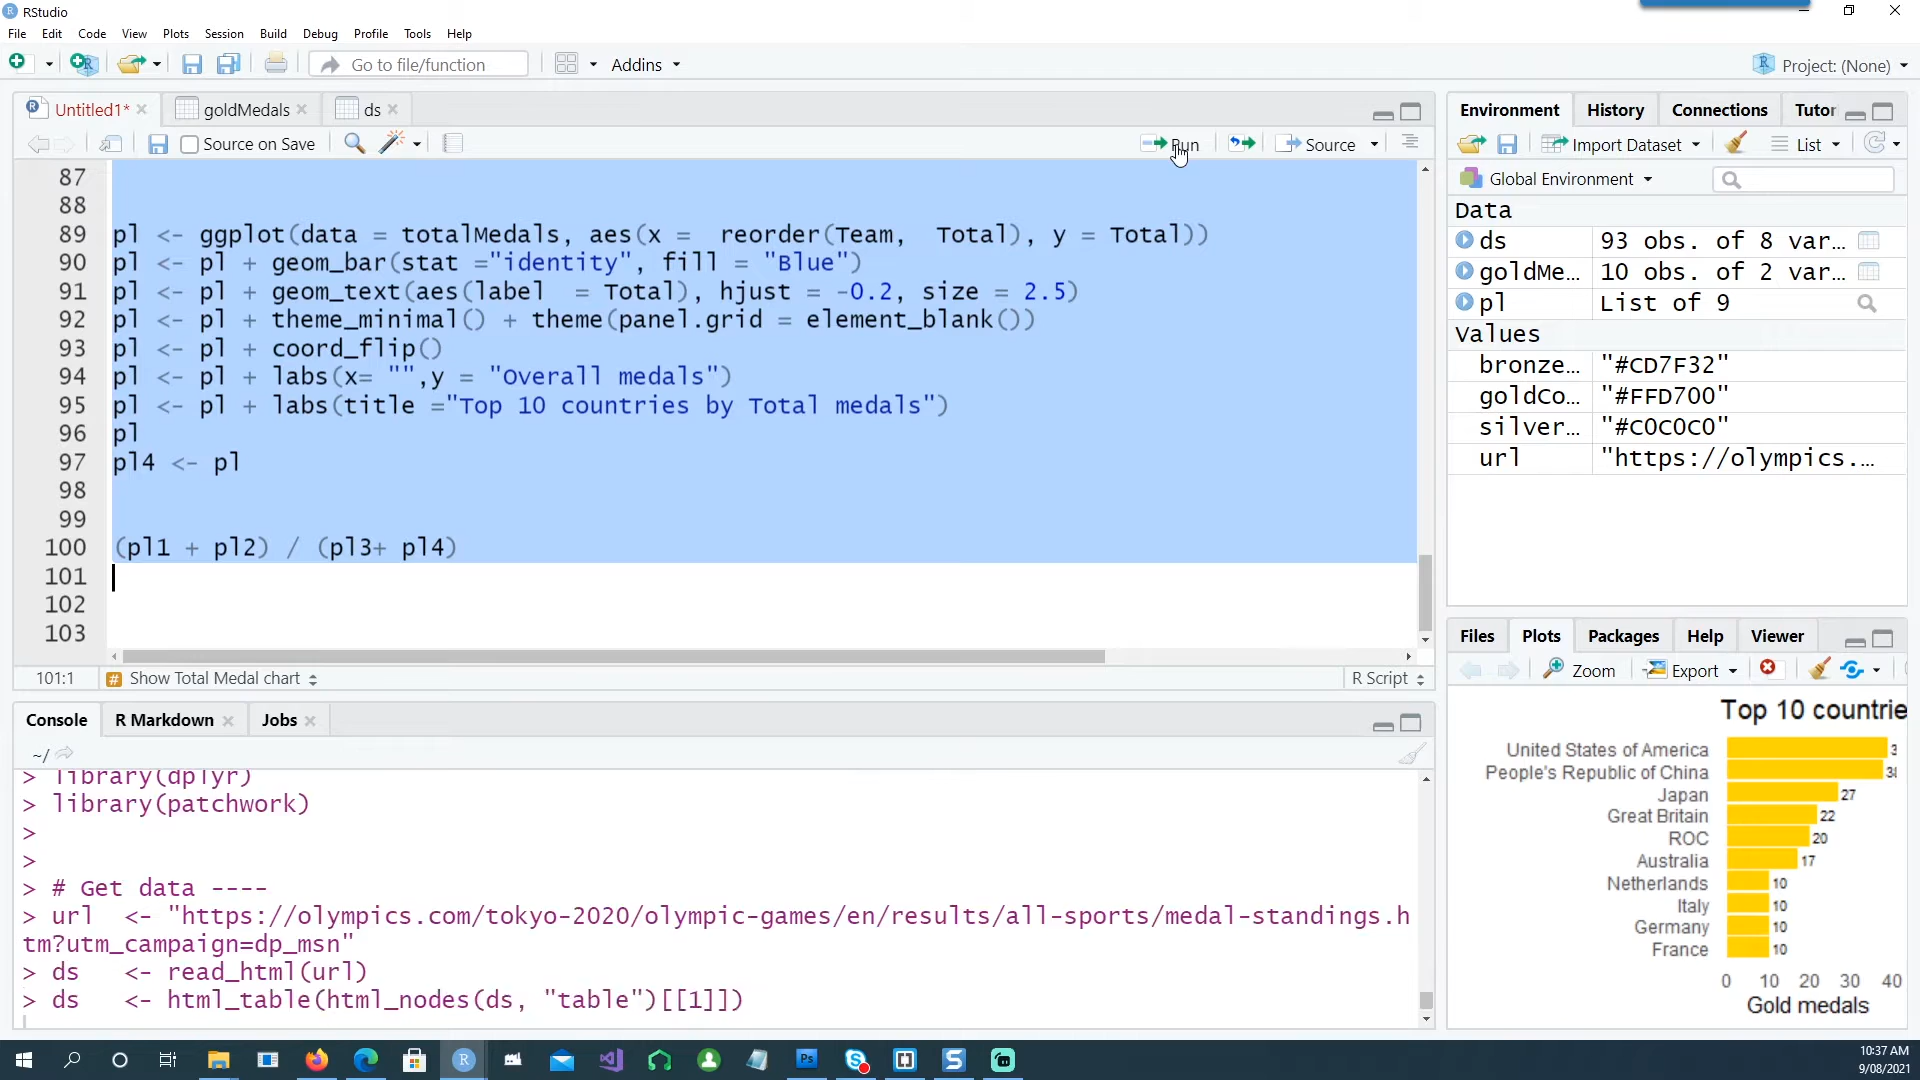 RStudio
File Edit Code View Plots Session Build Debug Profile Tools Help
Go to file/function Addins Project: (None)
Untitled1* goldMedals ds
Source on Save Run Source
87
88
89 pl <- ggplot(data = totalMedals, aes(x =  reorder(Team,  Total), y = Total))
90 pl <- pl + geom_bar(stat ="identity", fill = "Blue")
91 pl <- pl + geom_text(aes(label  = Total), hjust = -0.2, size = 2.5)
92 pl <- pl + theme_minimal() + theme(panel.grid = element_blank())
93 pl <- pl + coord_flip()
94 pl <- pl + labs(x= "",y = "Overall medals")
95 pl <- pl + labs(title ="Top 10 countries by Total medals")
96 pl
97 pl4 <- pl
98
99
100 (pl1 + pl2) / (pl3+ pl4)
101
102
103
101:1 # Show Total Medal chart R Script
Console R Markdown Jobs
~/
> library(dplyr)
> library(patchwork)
>
>
> # Get data ----
> url  <- "https://olympics.com/tokyo-2020/olympic-games/en/results/all-sports/medal-standings.h
tm?utm_campaign=dp_msn"
> ds   <- read_html(url)
> ds   <- html_table(html_nodes(ds, "table")[[1]])
Environment History Connections Tutor
Import Dataset List
Global Environment
Data
ds 93 obs. of 8 var...
goldMe... 10 obs. of 2 var...
pl List of 9
Values
bronze... "#CD7F32"
goldCo... "#FFD700"
silver... "#C0C0C0"
url "https://olympics....
Files Plots Packages Help Viewer
Zoom Export
Top 10 countrie
United States of America 3
People's Republic of China 38
Japan 27
Great Britain 22
ROC 20
Australia 17
Netherlands 10
Italy 10
Germany 10
France 10
0 10 20 30 40
Gold medals
10:37 AM
9/08/2021